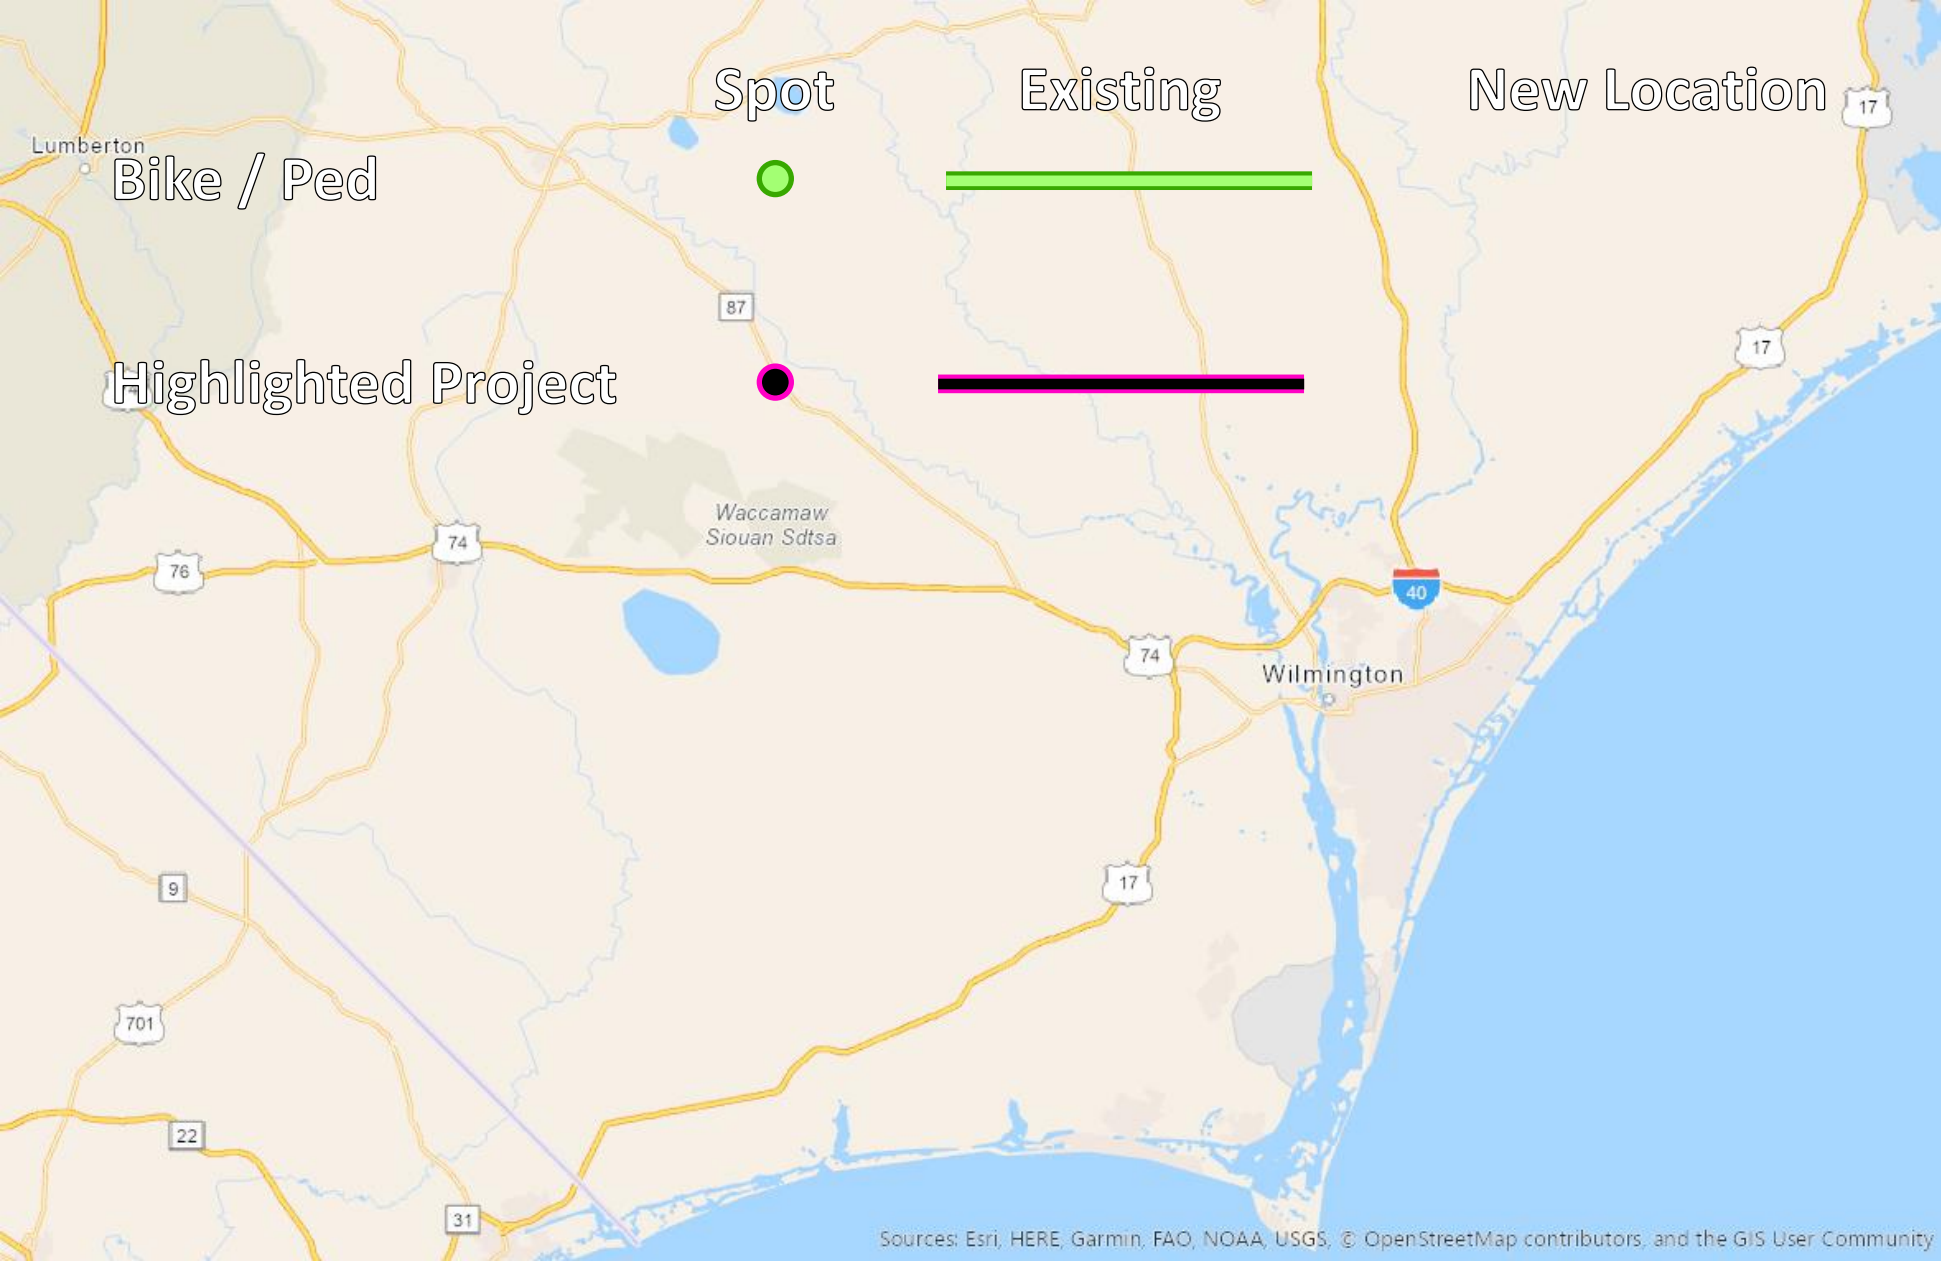 Spot Existing New Location
17
Lumberton
Bike / Ped
87
17
Highlighted Project
Waccamaw
Siouan Sdtsa
74
76
40
74
Wilmington
9
17
701
22
31
Sources: Esri, HERE, Garmin, FAO, NOAA, USGS, © OpenStreetMap contributors, and the GIS User Community